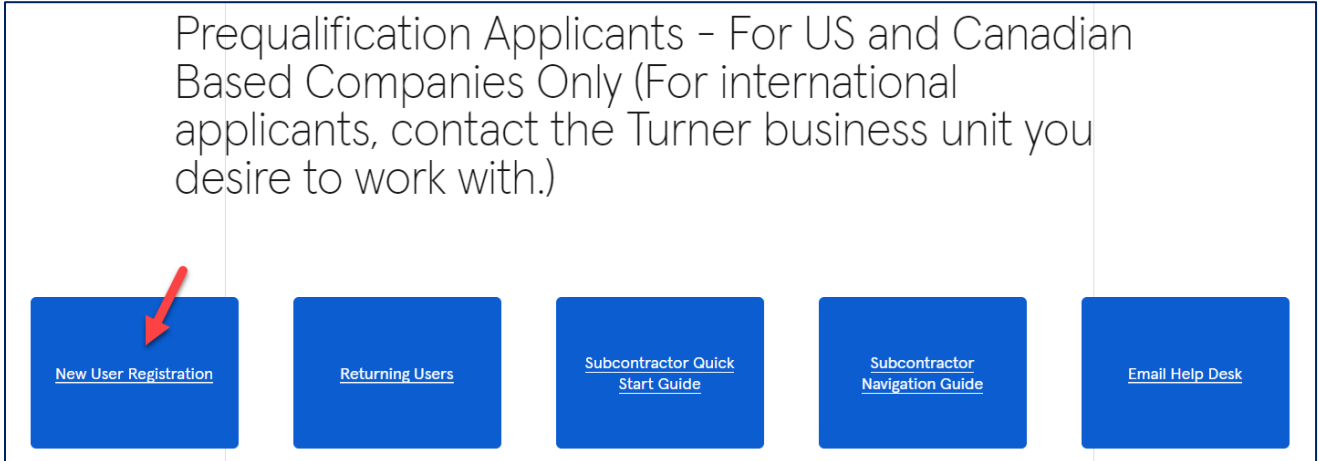 Prequalification Applicants - For US and Canadian
Based Companies Only (For international
applicants, contact the Turner business unit you
desire to work with.)
New User Registration
Returning Users
Subcontractor Quick
Start Guide
Subcontractor
Navigation Guide
Email Help Desk